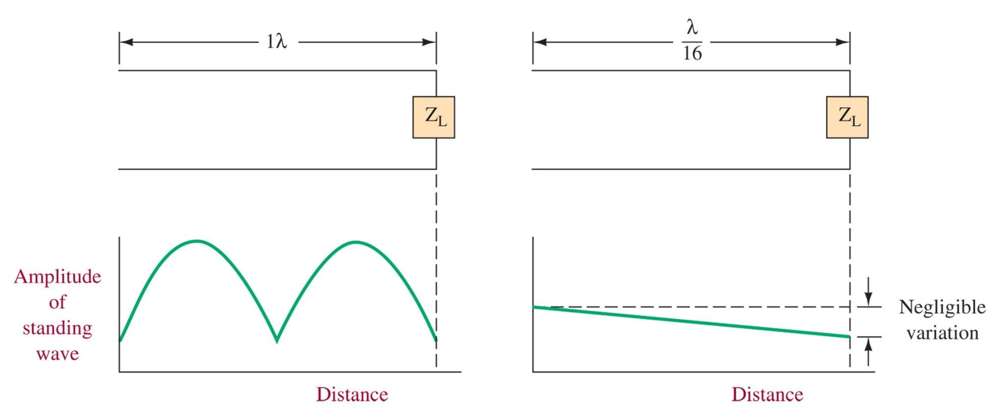 1λ
λ
16
Z_L
Z_L
Amplitude
of
standing
wave
Negligible
variation
Distance
Distance